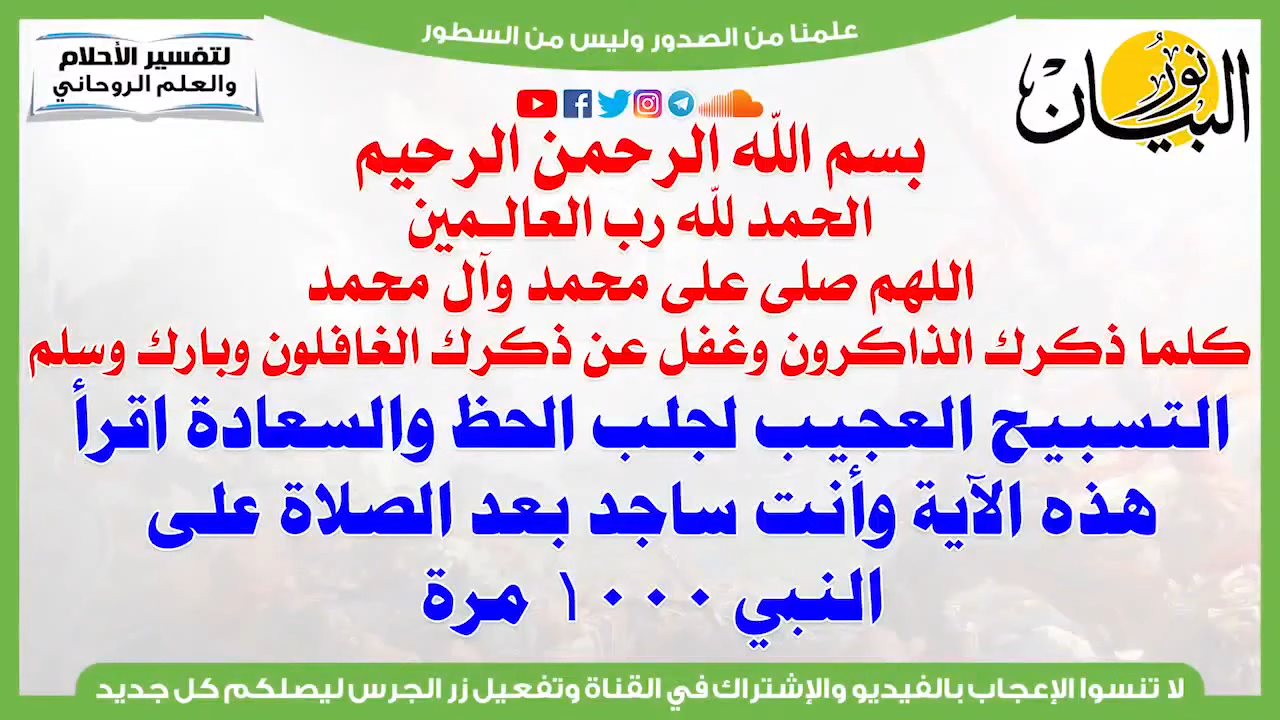 علمنا من الصدور وليس من السطور
لتفسير الأحلام
والعلم الروحاني
نور
البيان
بسم الله الرحمن الرحيم
الحمد لله رب العالـمين
اللهم صلى على محمد وآل محمد
كلما ذكرك الذاكرون وغفل عن ذكرك الغافلون وبارك وسلم
التسبيح العجيب لجلب الحظ والسعادة اقرأ
هذه الآية وأنت ساجد بعد الصلاة على
النبي ١٠٠٠ مرة
لا تنسوا الإعجاب بالفيديو والإشتراك في القناة وتفعيل زر الجرس ليصلكم كل جديد